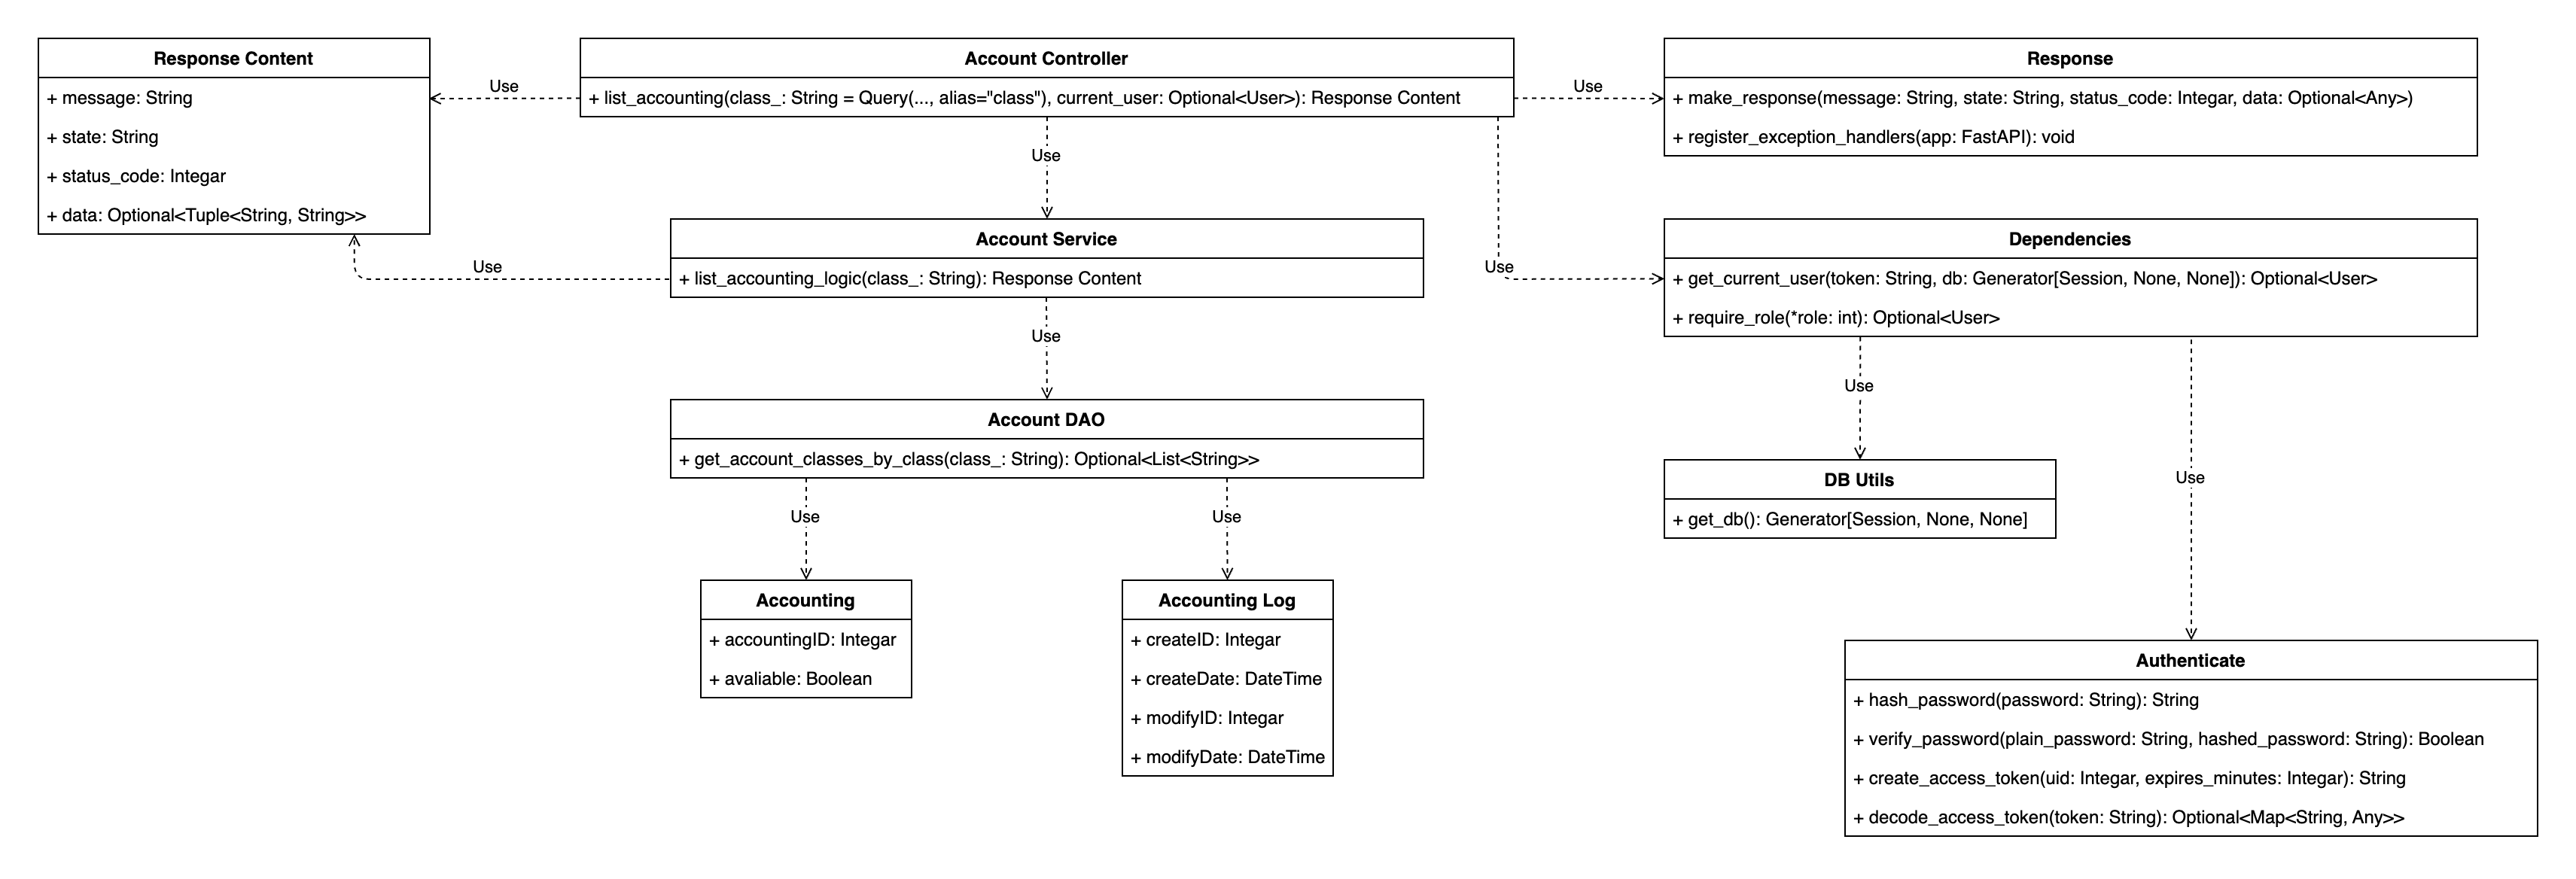 Response Content
+ message: String
+ state: String
+ status_code: Integar
+ data: Optional<Tuple<String, String>>
Use
Account Controller
+ list_accounting(class_: String = Query(..., alias="class"), current_user: Optional<User>): Response Content
Use
Response
+ make_response(message: String, state: String, status_code: Integar, data: Optional<Any>)
+ register_exception_handlers(app: FastAPI): void
Use
Use
Account Service
+ list_accounting_logic(class_: String): Response Content
Use
Dependencies
+ get_current_user(token: String, db: Generator[Session, None, None]): Optional<User>
+ require_role(*role: int): Optional<User>
Use
Account DAO
+ get_account_classes_by_class(class_: String): Optional<List<String>>
Use
DB Utils
+ get_db(): Generator[Session, None, None]
Use
Use
Use
Accounting
+ accountingID: Integar
+ avaliable: Boolean
Accounting Log
+ createID: Integar
+ createDate: DateTime
+ modifyID: Integar
+ modifyDate: DateTime
Authenticate
+ hash_password(password: String): String
+ verify_password(plain_password: String, hashed_password: String): Boolean
+ create_access_token(uid: Integar, expires_minutes: Integar): String
+ decode_access_token(token: String): Optional<Map<String, Any>>